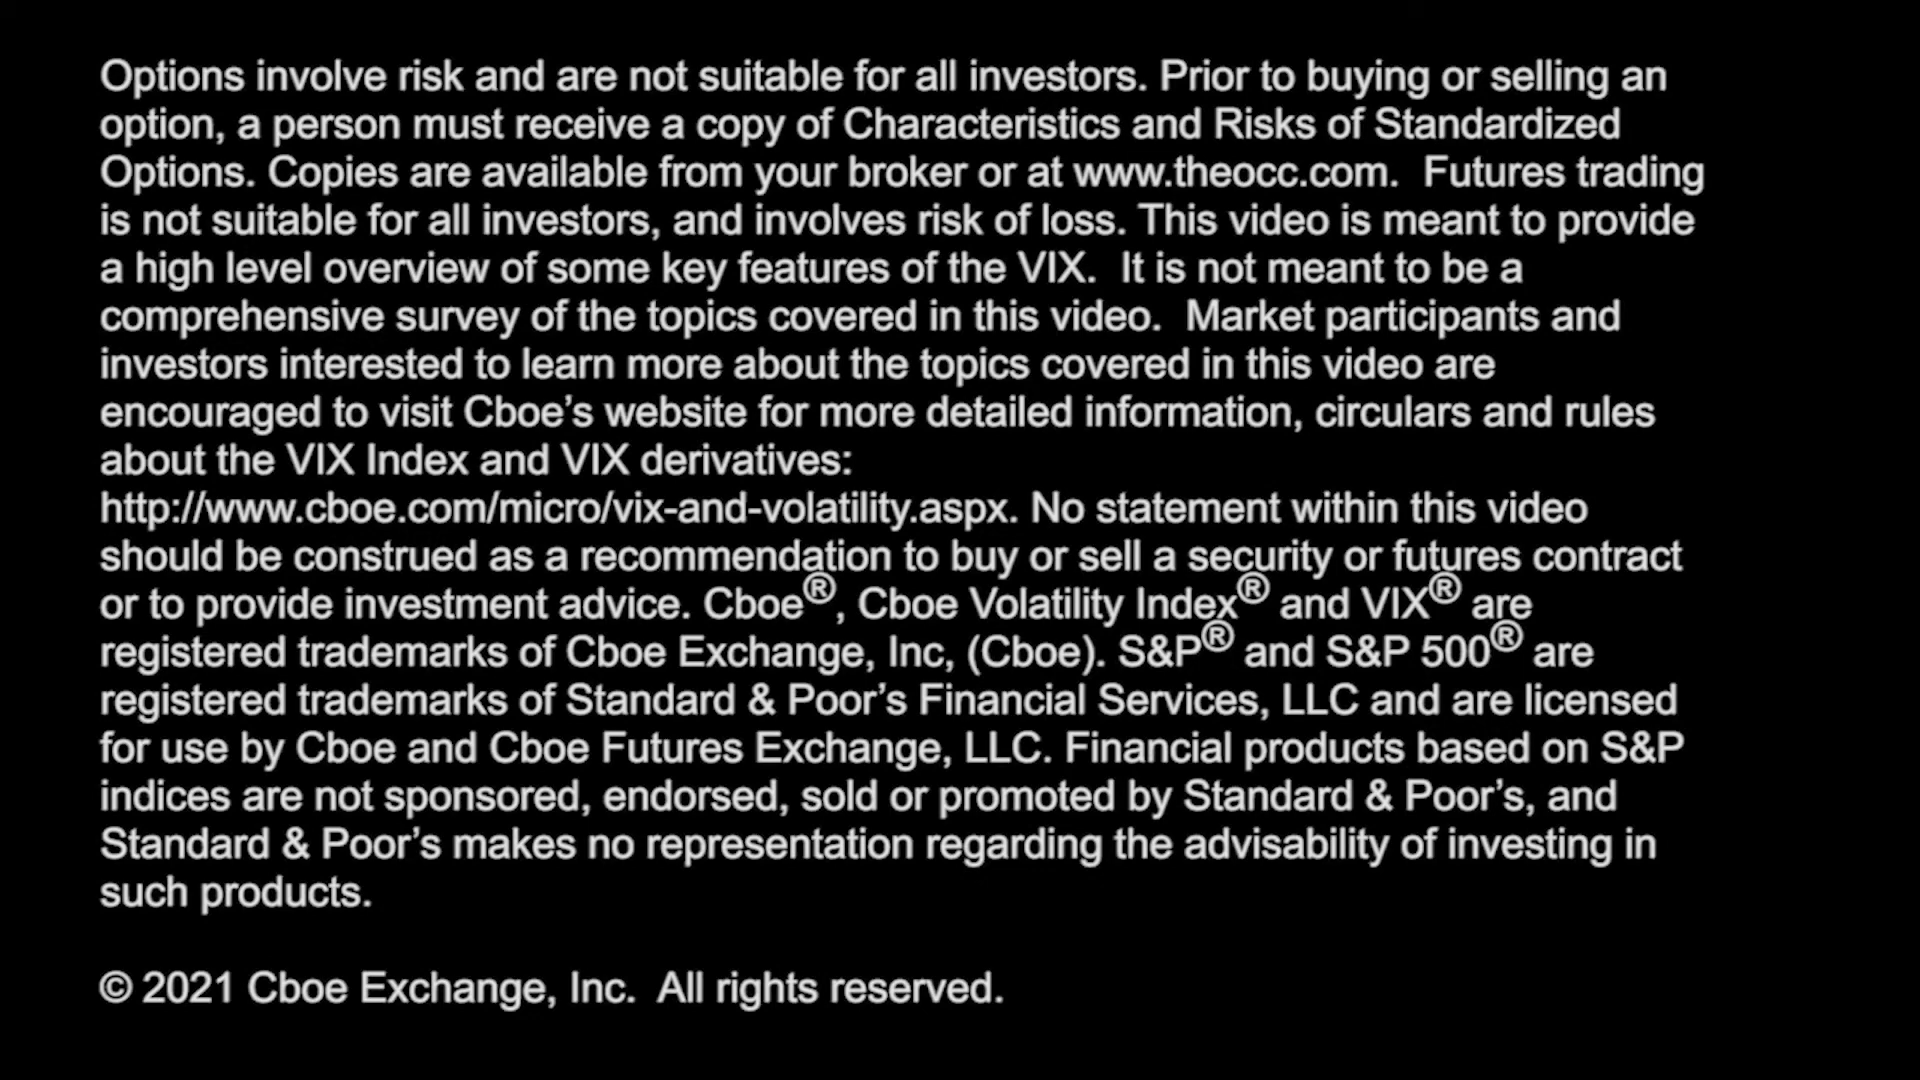 Options involve risk and are not suitable for all investors. Prior to buying or selling an
option, a person must receive a copy of Characteristics and Risks of Standardized
Options. Copies are available from your broker or at www.theocc.com.  Futures trading
is not suitable for all investors, and involves risk of loss. This video is meant to provide
a high level overview of some key features of the VIX.  It is not meant to be a
comprehensive survey of the topics covered in this video.  Market participants and
investors interested to learn more about the topics covered in this video are
encouraged to visit Cboe’s website for more detailed information, circulars and rules
about the VIX Index and VIX derivatives:
http://www.cboe.com/micro/vix-and-volatility.aspx. No statement within this video
should be construed as a recommendation to buy or sell a security or futures contract
or to provide investment advice. Cboe®, Cboe Volatility Index® and VIX® are
registered trademarks of Cboe Exchange, Inc, (Cboe). S&P® and S&P 500® are
registered trademarks of Standard & Poor’s Financial Services, LLC and are licensed
for use by Cboe and Cboe Futures Exchange, LLC. Financial products based on S&P
indices are not sponsored, endorsed, sold or promoted by Standard & Poor’s, and
Standard & Poor’s makes no representation regarding the advisability of investing in
such products.
© 2021 Cboe Exchange, Inc.  All rights reserved.